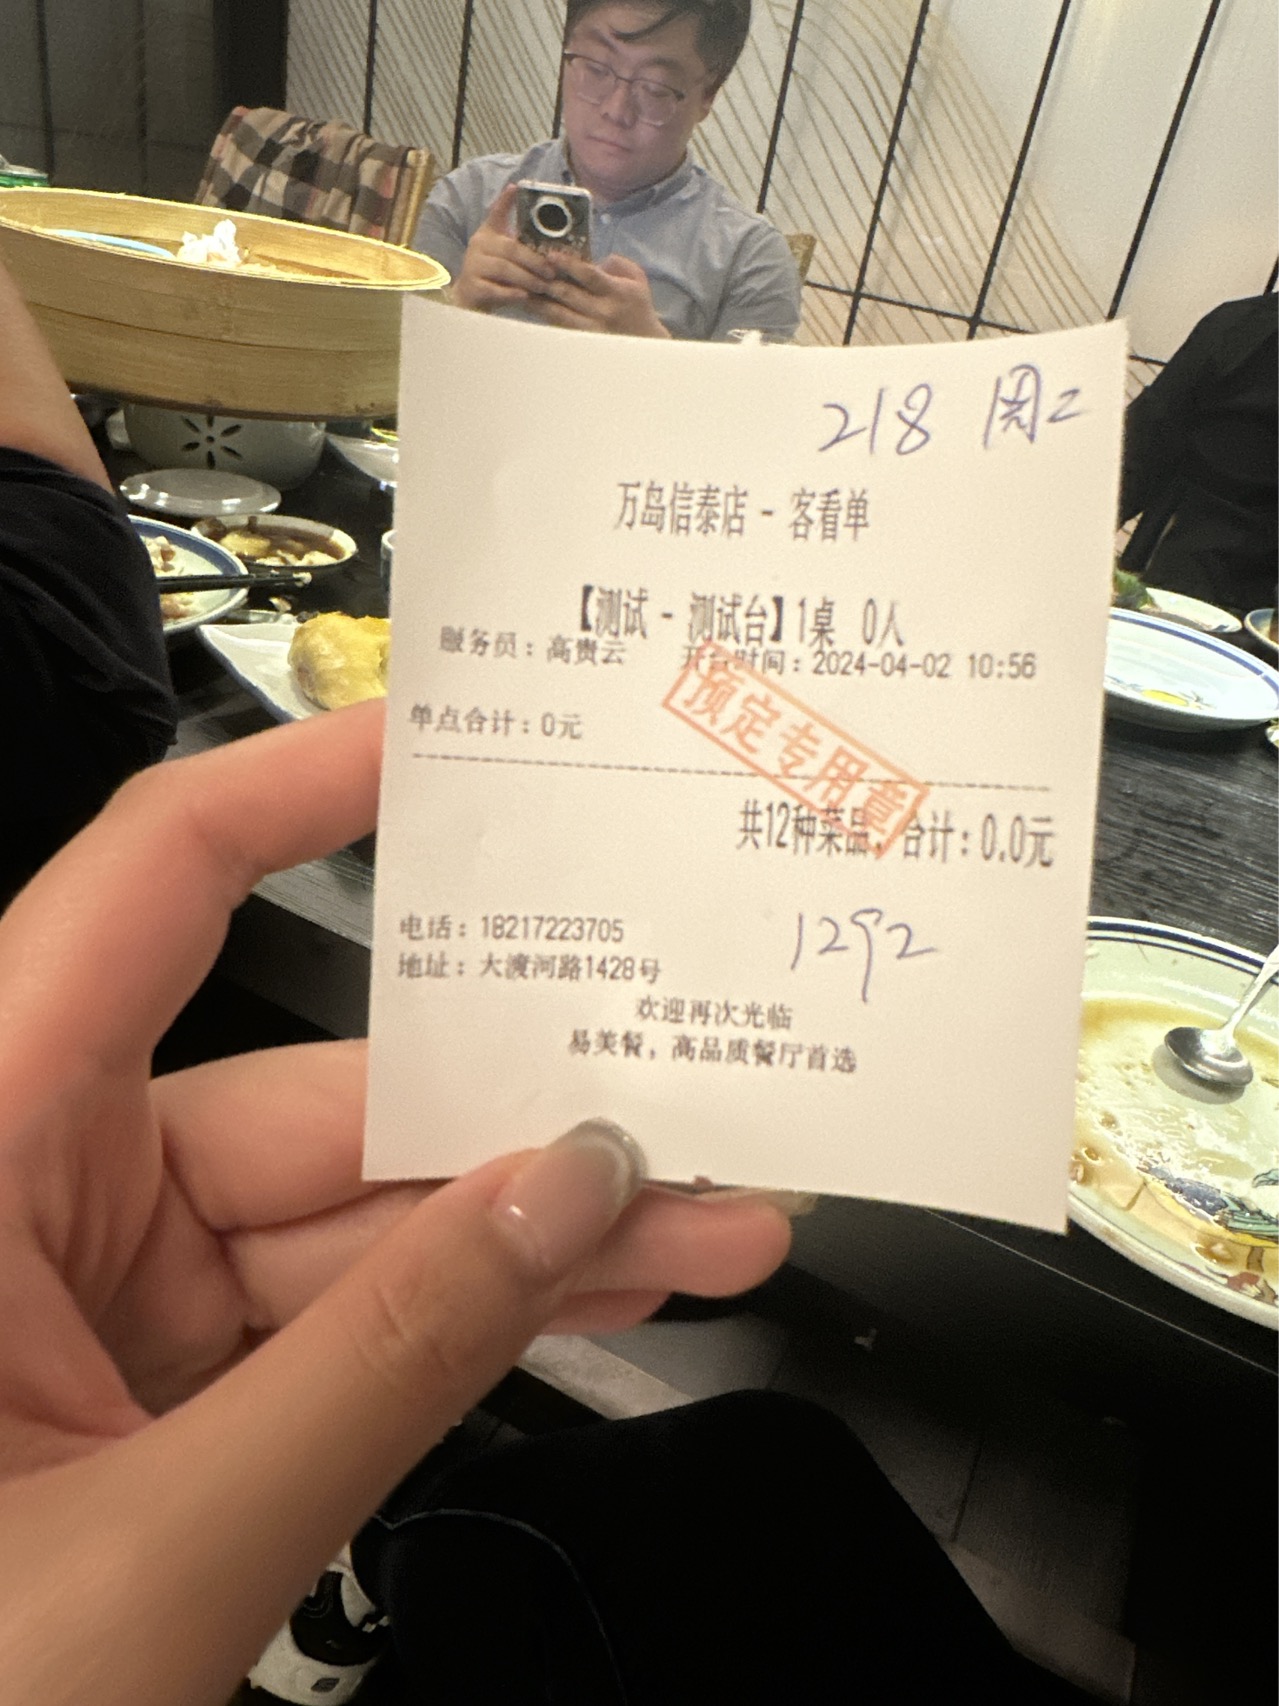 218 周二
万岛信泰店 - 客看单
【测试 - 测试台】1桌 0人
服务员：高贵云 开台时间：2024-04-02 10:56
单点合计：0元
预定专用章
共12种菜品，合计：0.0元
1292
电话：18217223705
地址：大渡河路1428号
欢迎再次光临
易美餐，高品质餐厅首选